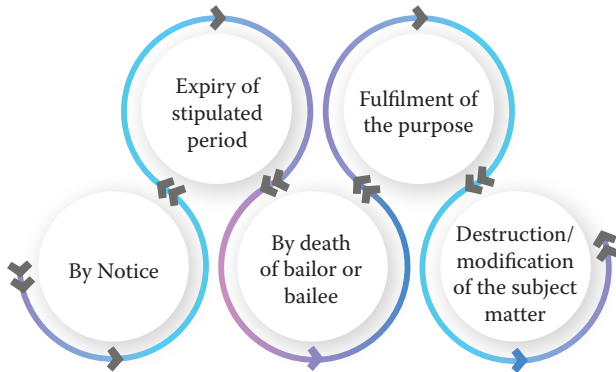 By Notice
Expiry of
stipulated
period
By death
of bailor or
bailee
Fulfilment of
the purpose
Destruction/
modification
of the subject
matter